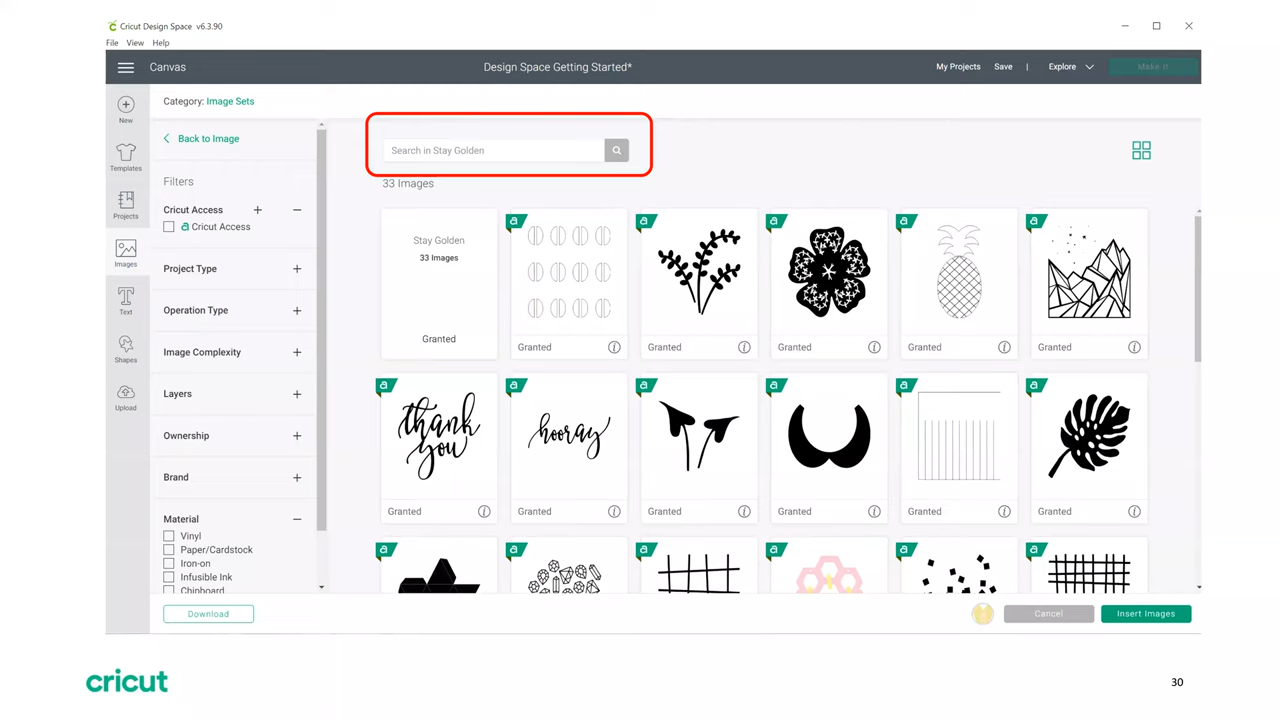 Cricut Design Space v6.3.90
File View Help
Canvas
Design Space Getting Started*
My Projects Save | Explore Make It
New
Templates
Projects
Images
Text
Shapes
Upload
Category: Image Sets
Back to Image
Filters
Cricut Access + −
a Cricut Access
Project Type +
Operation Type +
Image Complexity +
Layers +
Ownership +
Brand +
Material −
Vinyl
Paper/Cardstock
Iron-on
Infusible Ink
Chipboard
Download
Search in Stay Golden
33 Images
Stay Golden
33 Images
Granted
Granted
Granted
Granted
Granted
Granted
thank
you
hooray
Granted
Granted
Granted
Granted
Granted
Granted
Cancel
Insert Images
cricut
30